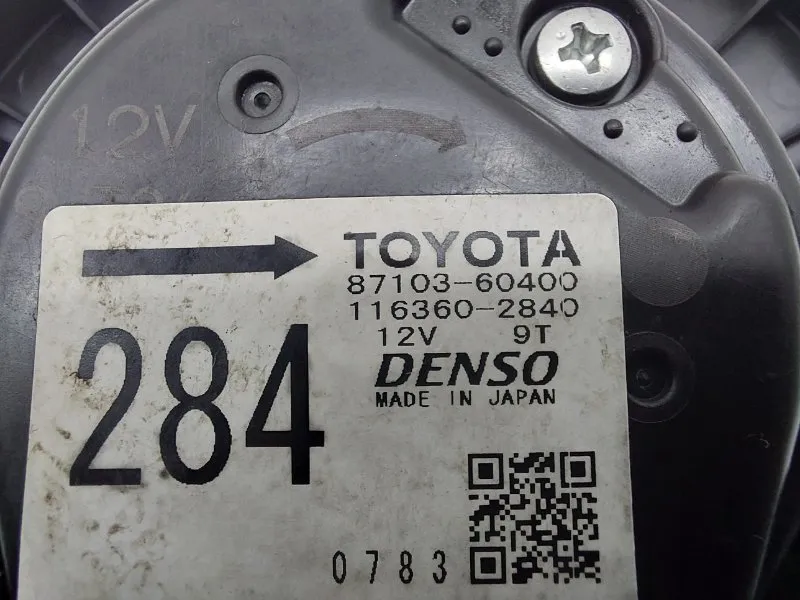 12V
TOYOTA
87103-60400
116360-2840
12V 9T
284
DENSO
MADE IN JAPAN
0783